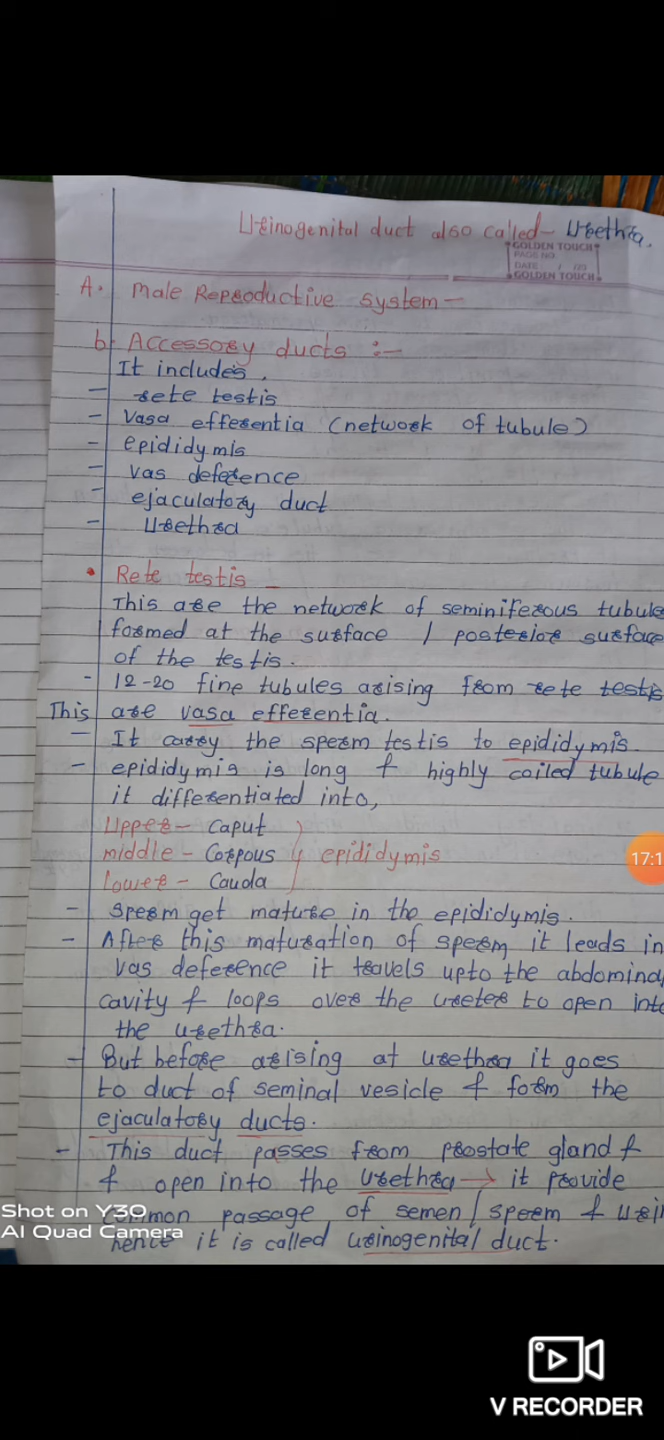 Urinogenital duct also called - Urethra.
GOLDEN TOUCH
PAGE NO.
DATE / /20
GOLDEN TOUCH
A. Male Reproductive system -
b. Accessory ducts :-
It includes,
- rete testis
- Vasa efferentia (network of tubule)
- epididymis
- vas deference
- ejaculatory duct
- Urethra
• Rete testis -
This are the network of seminiferous tubule
formed at the surface / posterior surface
of the testis.
- 12-20 fine tubules arising from rete testis
This are vasa efferentia.
- It carry the sperm testis to epididymis.
- epididymis is long & highly coiled tubule
it differentiated into,
Upper - Caput
middle - Corpous } epididymis
lower - Cauda
- sperm get mature in the epididymis.
17:1
- After this maturation of sperm it leads in
vas deference it travels upto the abdomina
cavity & loops over the ureter to open into
the urethra.
- But before arising at urethra it goes
to duct of seminal vesicle & form the
ejaculatory ducts.
- This duct passes from prostate gland &
& open into the urethra → it provide
common passage of semen / sperm & uri
hence it is called urinogenital duct.
Shot on Y30
AI Quad Camera
V RECORDER